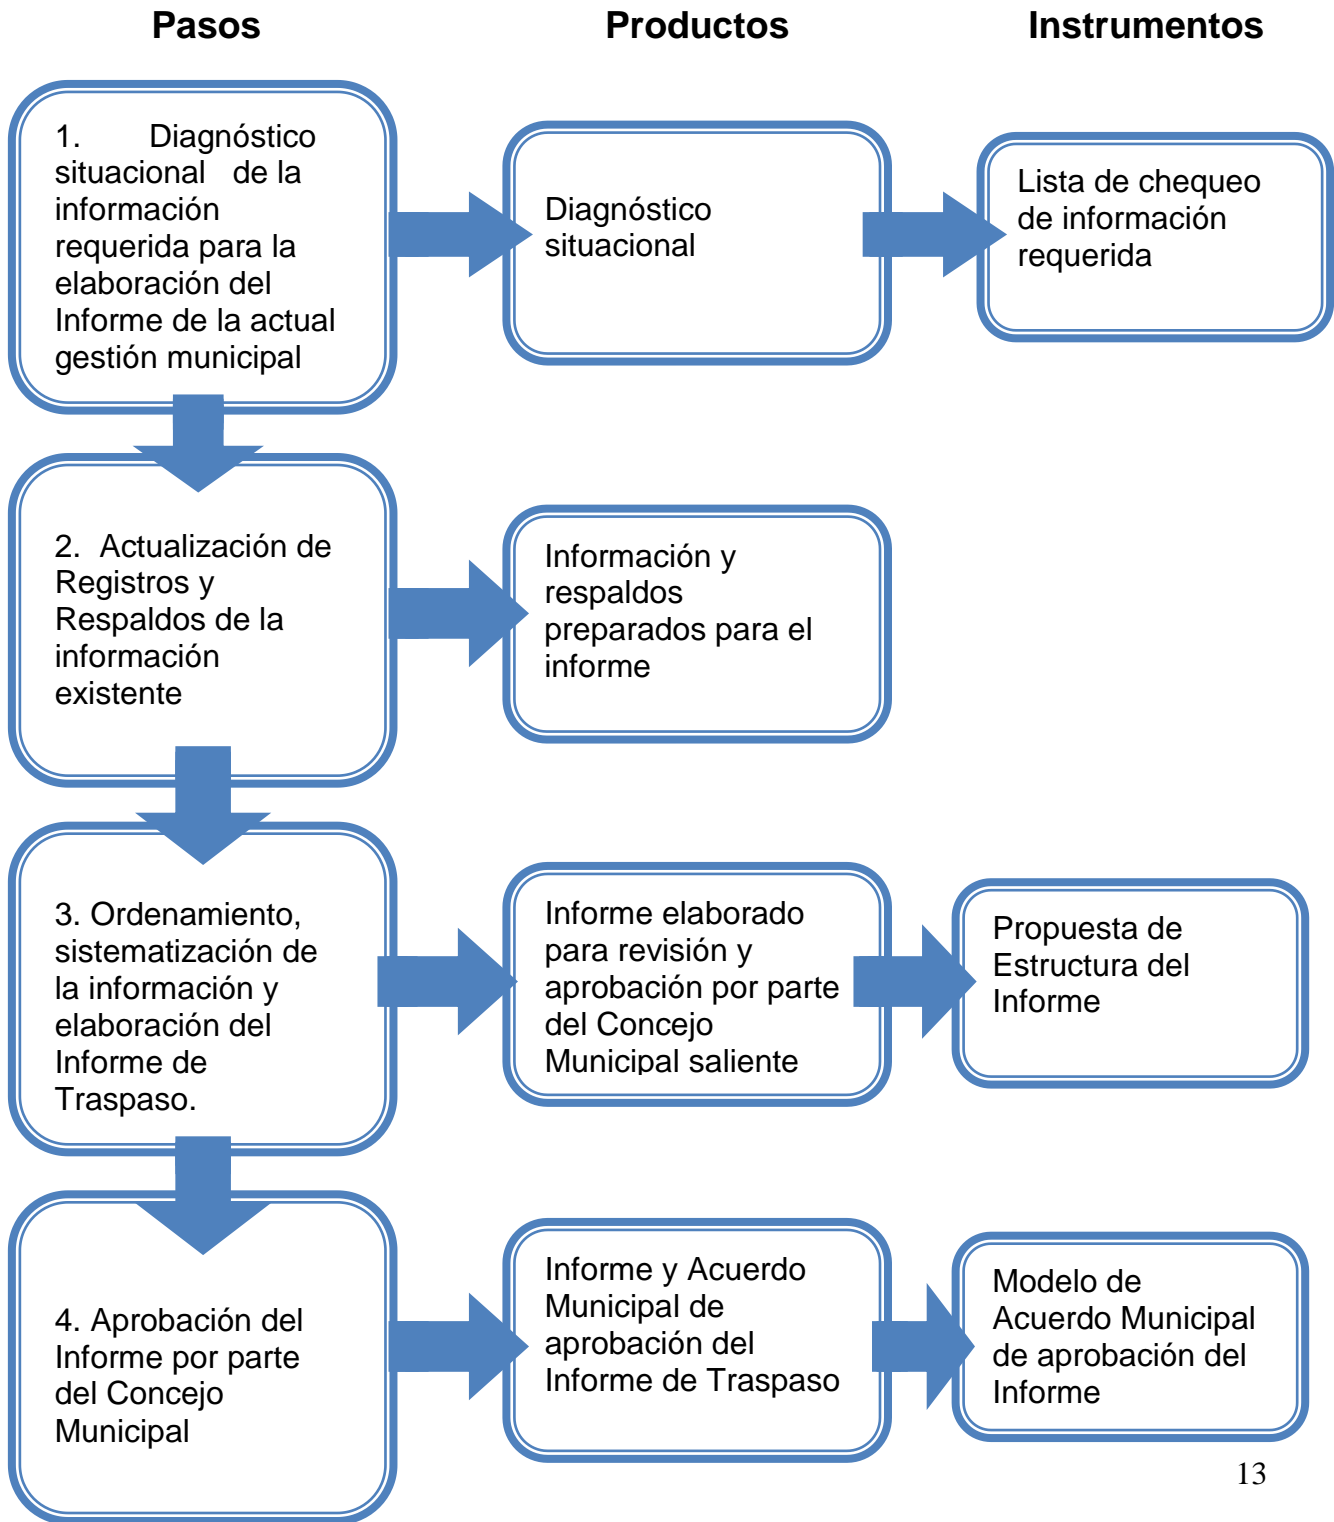 Pasos
Productos
Instrumentos
1. Diagnóstico
situacional de la
información
requerida para la
elaboración del
Informe de la actual
gestión municipal
Diagnóstico
situacional
Lista de chequeo
de información
requerida
2. Actualización de
Registros y
Respaldos de la
información
existente
Información y
respaldos
preparados para el
informe
3. Ordenamiento,
sistematización de
la información y
elaboración del
Informe de
Traspaso.
Informe elaborado
para revisión y
aprobación por parte
del Concejo
Municipal saliente
Propuesta de
Estructura del
Informe
4. Aprobación del
Informe por parte
del Concejo
Municipal
Informe y Acuerdo
Municipal de
aprobación del
Informe de Traspaso
Modelo de
Acuerdo Municipal
de aprobación del
Informe
13